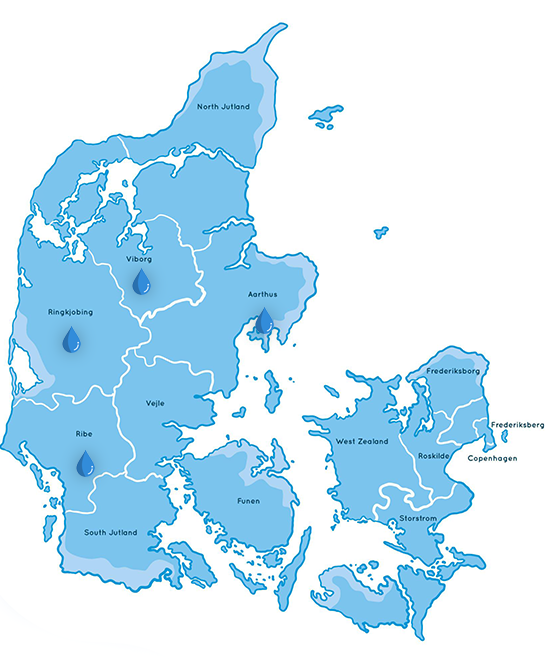 North Jutland
Viborg
Aarthus
Ringkjobing
Frederiksborg
Vejle
Frederiksberg
Ribe
West Zealand
Roskilde
Copenhagen
Funen
Storstrom
South Jutland